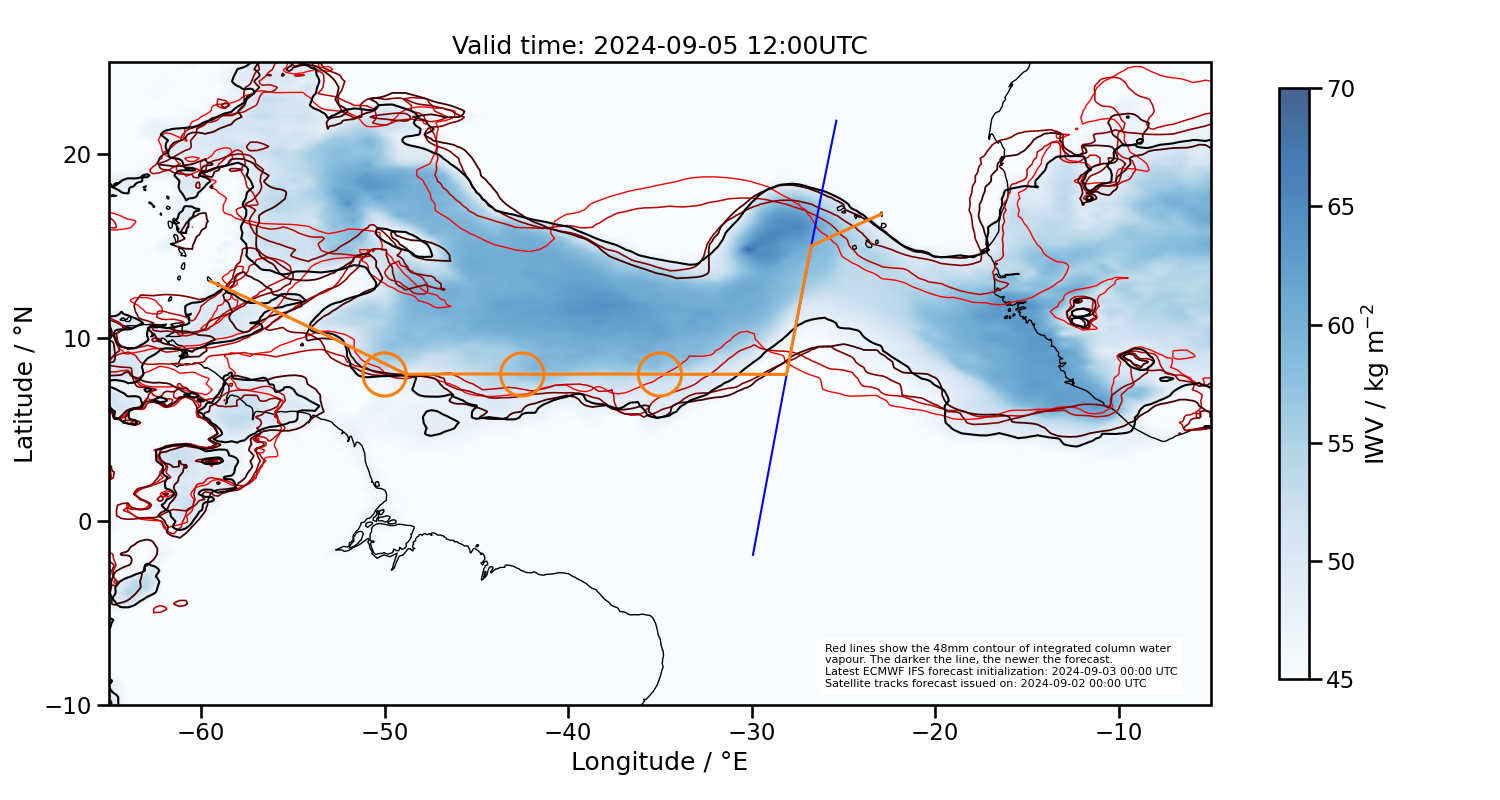 Valid time: 2024-09-05 12:00UTC
20
10
0
−10
Latitude / °N
−60
−50
−40
−30
−20
−10
Longitude / °E
Red lines show the 48mm contour of integrated column water
vapour. The darker the line, the newer the forecast.
Latest ECMWF IFS forecast initialization: 2024-09-03 00:00 UTC
Satellite tracks forecast issued on: 2024-09-02 00:00 UTC
70
65
60
55
50
45
IWV / kg m⁻²